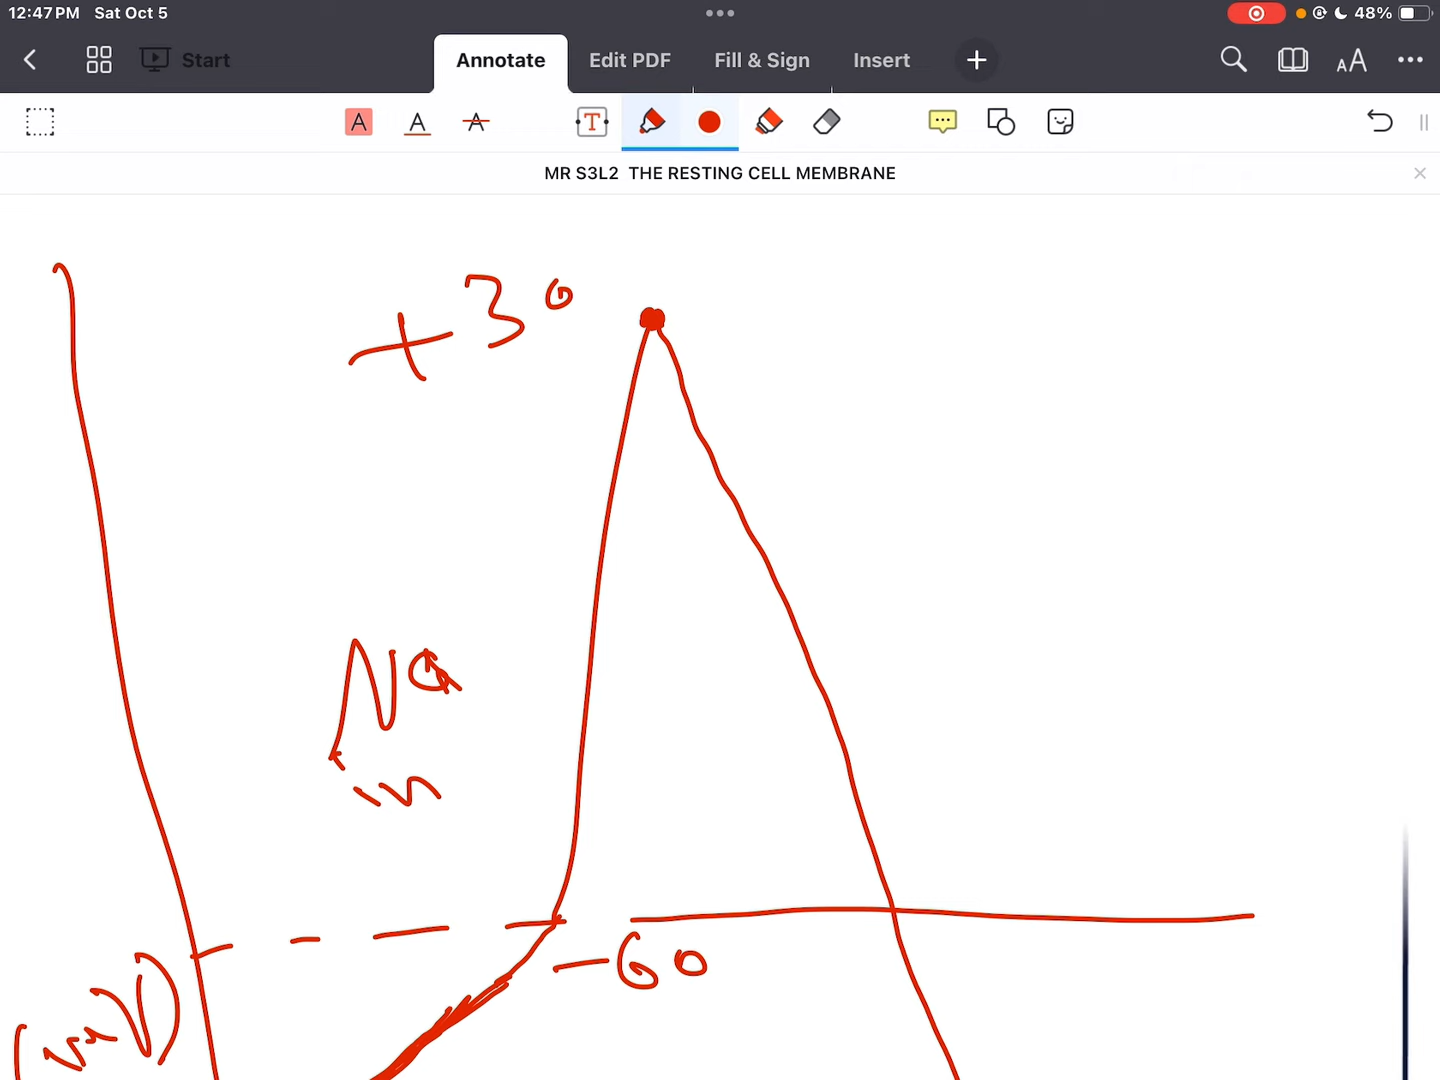 12:47 PM Sat Oct 5
48%
Start
Annotate
Edit PDF
Fill & Sign
Insert
A A A T
AA
MR S3L2 THE RESTING CELL MEMBRANE
+30
Na
in
-60
(mV)